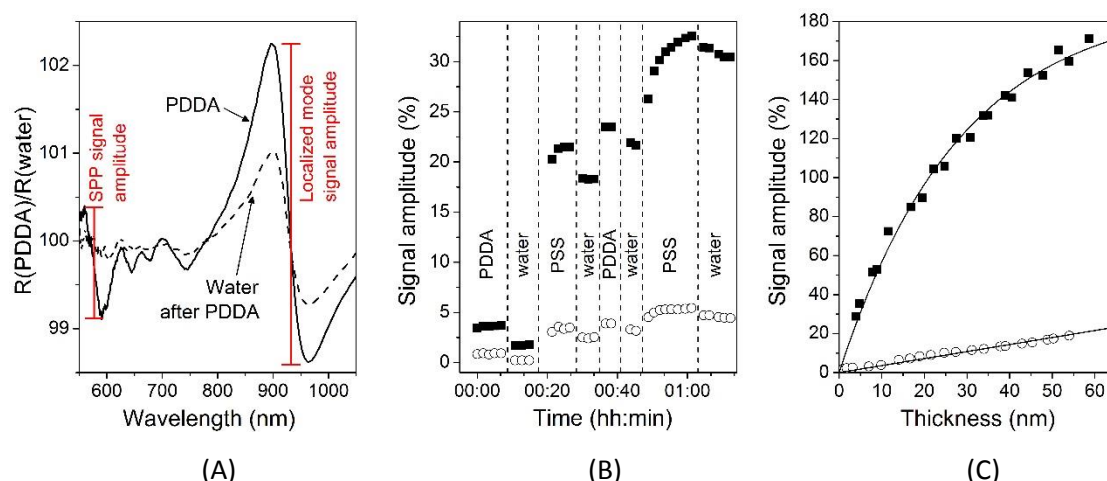 102
101
100
99
R(PDDA)/R(water)
SPP signal
amplitude
PDDA
Localized mode
signal amplitude
Water
after PDDA
600
700
800
900
1000
Wavelength (nm)
(A)
35
30
25
20
15
10
5
0
Signal amplitude (%)
PDDA
water
PSS
water
PDDA
water
PSS
water
00:00
00:20
00:40
01:00
Time (hh:min)
(B)
180
160
140
120
100
80
60
40
20
0
Signal amplitude (%)
0
10
20
30
40
50
60
Thickness (nm)
(C)